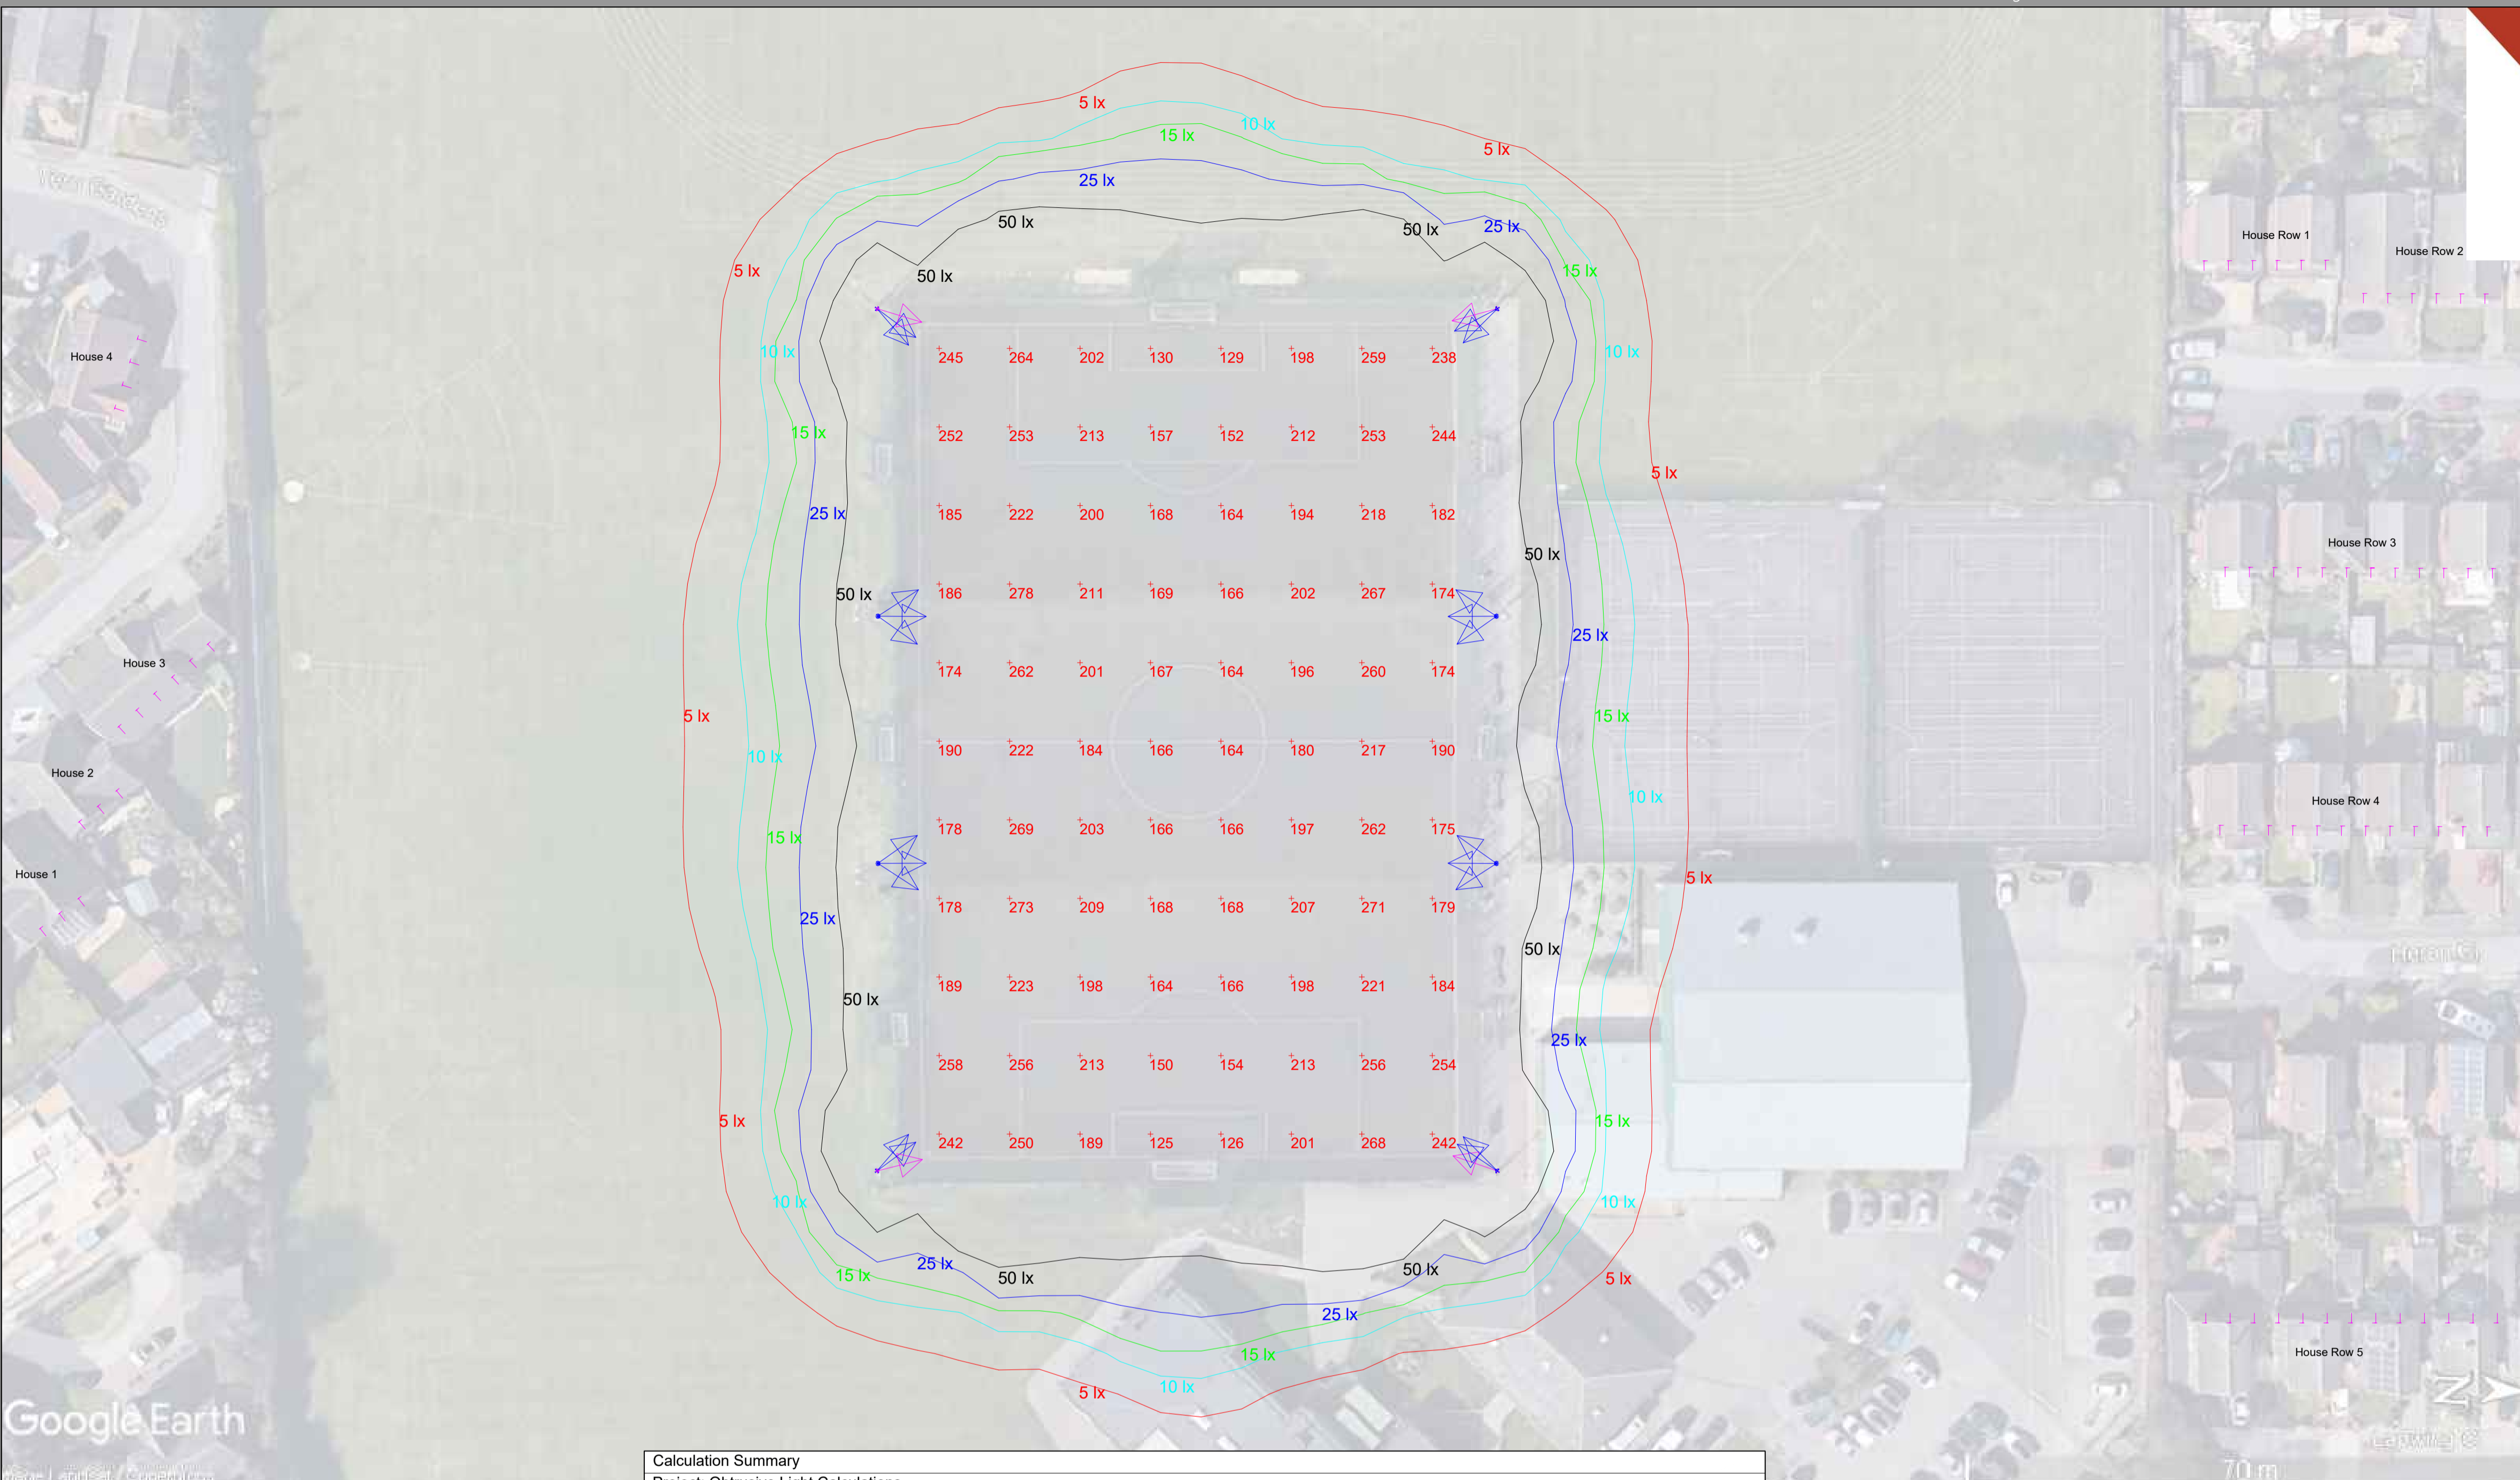 5 lx
10 lx
15 lx
5 lx
25 lx
50 lx
50 lx
25 lx
House Row 1
House Row 2
5 lx
50 lx
15 lx
House 4
10 lx
245 264 202 130 129 198 259 238
10 lx
15 lx
252 253 213 157 152 212 253 244
5 lx
25 lx
185 222 200 168 164 194 218 182
House Row 3
50 lx
50 lx
186 278 211 169 166 202 267 174
25 lx
House 3
174 262 201 167 164 196 260 174
5 lx
15 lx
10 lx
190 222 184 166 164 180 217 190
House 2
10 lx
House Row 4
15 lx
178 269 203 166 166 197 262 175
House 1
5 lx
25 lx
178 273 209 168 168 207 271 179
50 lx
50 lx
189 223 198 164 166 198 221 184
25 lx
258 256 213 150 154 213 256 254
5 lx
15 lx
242 250 189 125 126 201 268 242
10 lx
10 lx
15 lx
25 lx
50 lx
50 lx
5 lx
25 lx
15 lx
House Row 5
10 lx
5 lx
Google Earth
Calculation Summary
Project: Obtrusive Light Calculations
70 m